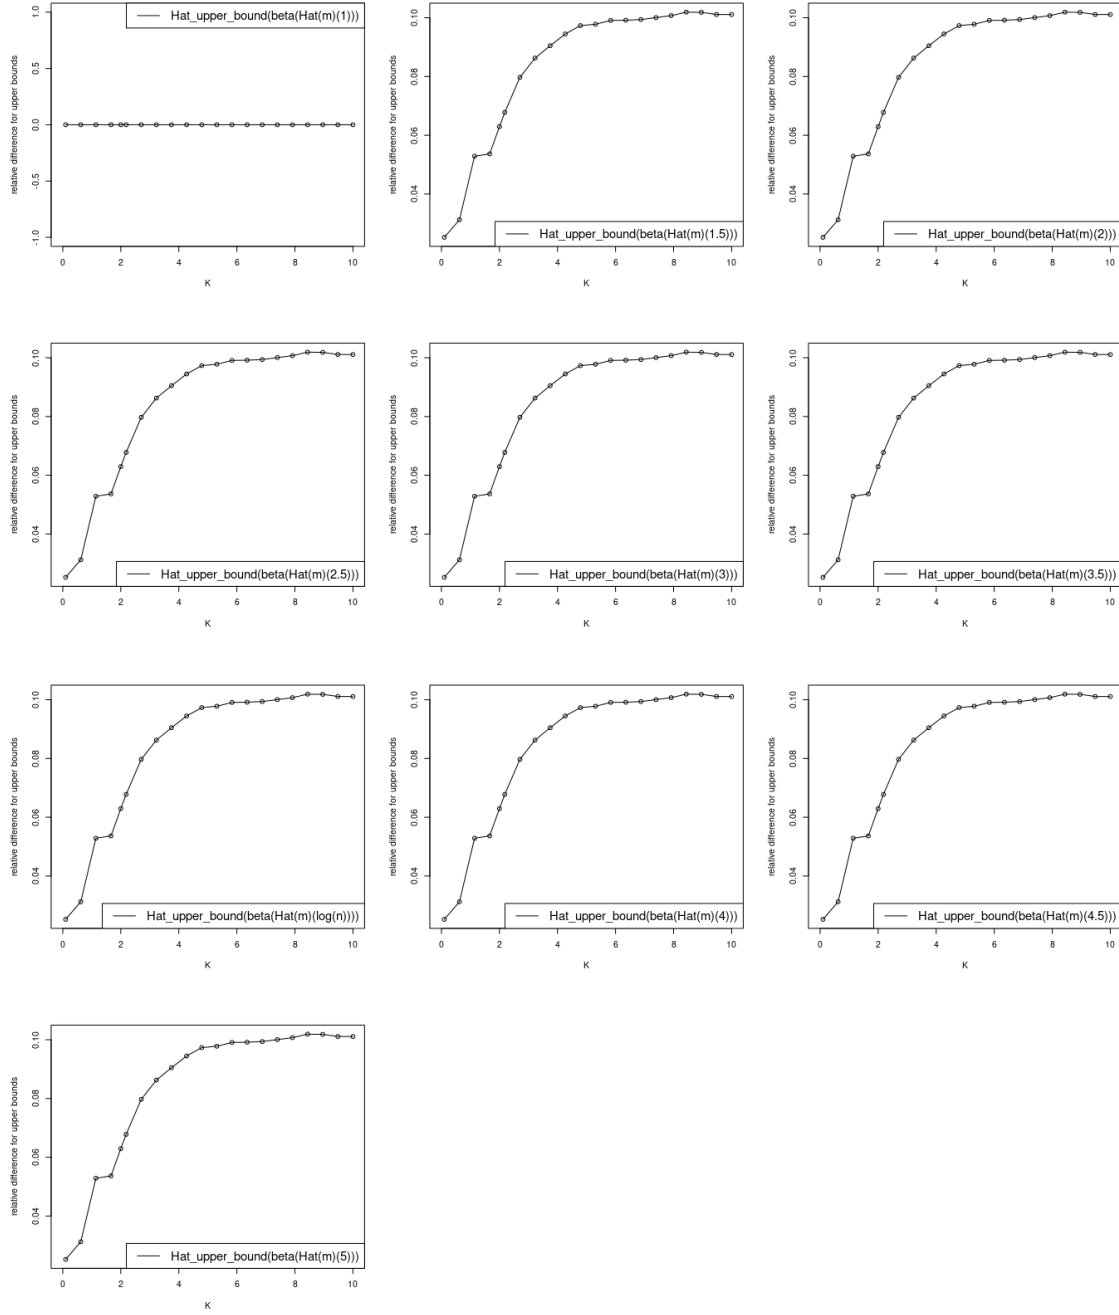 Hat_upper_bound(beta(Hat(m)(1)))
relative difference for upper bounds
-1.0 -0.5 0.0 0.5 1.0
0 2 4 6 8 10
K
Hat_upper_bound(beta(Hat(m)(1.5)))
relative difference for upper bounds
0.04 0.06 0.08 0.10
0 2 4 6 8 10
K
Hat_upper_bound(beta(Hat(m)(2)))
relative difference for upper bounds
0.04 0.06 0.08 0.10
0 2 4 6 8 10
K
Hat_upper_bound(beta(Hat(m)(2.5)))
relative difference for upper bounds
0.04 0.06 0.08 0.10
0 2 4 6 8 10
K
Hat_upper_bound(beta(Hat(m)(3)))
relative difference for upper bounds
0.04 0.06 0.08 0.10
0 2 4 6 8 10
K
Hat_upper_bound(beta(Hat(m)(3.5)))
relative difference for upper bounds
0.04 0.06 0.08 0.10
0 2 4 6 8 10
K
Hat_upper_bound(beta(Hat(m)(log(n))))
relative difference for upper bounds
0.04 0.06 0.08 0.10
0 2 4 6 8 10
K
Hat_upper_bound(beta(Hat(m)(4)))
relative difference for upper bounds
0.04 0.06 0.08 0.10
0 2 4 6 8 10
K
Hat_upper_bound(beta(Hat(m)(4.5)))
relative difference for upper bounds
0.04 0.06 0.08 0.10
0 2 4 6 8 10
K
Hat_upper_bound(beta(Hat(m)(5)))
relative difference for upper bounds
0.04 0.06 0.08 0.10
0 2 4 6 8 10
K